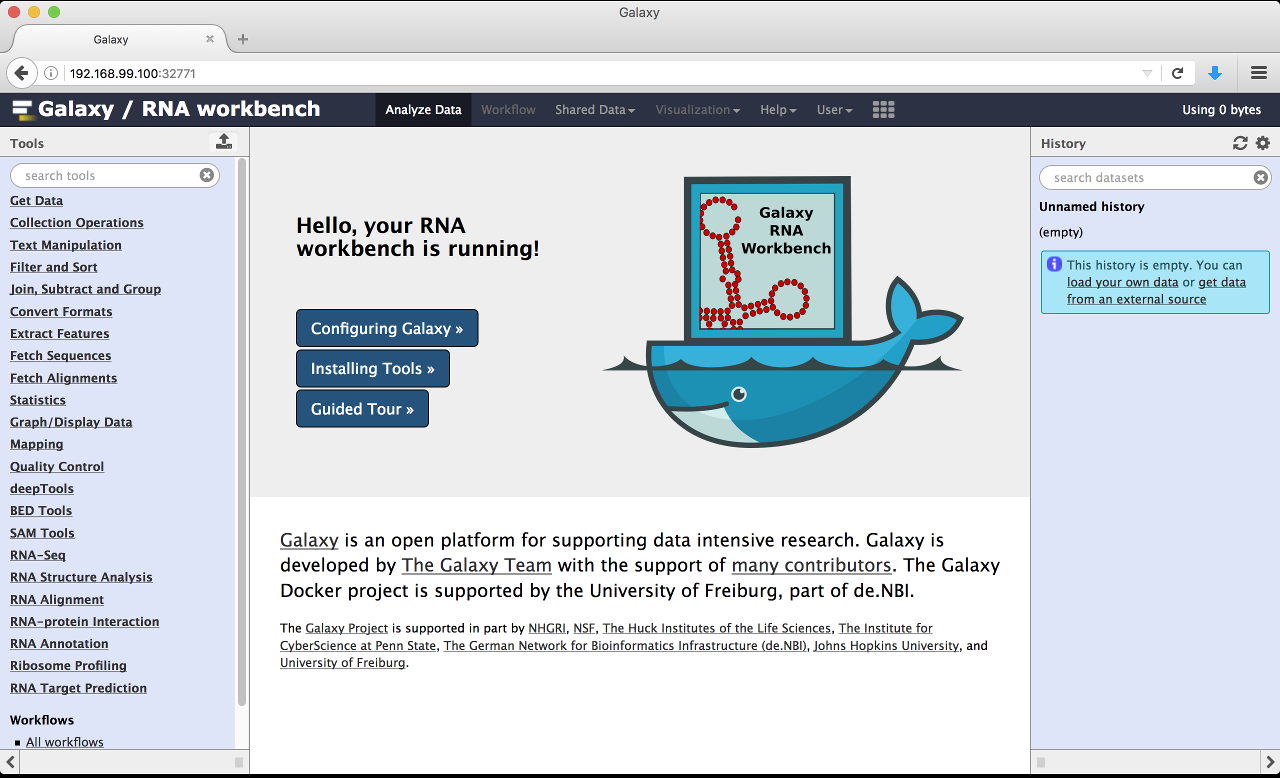 Galaxy
Galaxy
192.168.99.100:32771
Galaxy / RNA workbench
Analyze Data
Workflow
Shared Data
Visualization
Help
User
Using 0 bytes
Tools
search tools
Get Data
Collection Operations
Text Manipulation
Filter and Sort
Join, Subtract and Group
Convert Formats
Extract Features
Fetch Sequences
Fetch Alignments
Statistics
Graph/Display Data
Mapping
Quality Control
deepTools
BED Tools
SAM Tools
RNA-Seq
RNA Structure Analysis
RNA Alignment
RNA-protein Interaction
RNA Annotation
Ribosome Profiling
RNA Target Prediction
Workflows
All workflows
Hello, your RNA
workbench is running!
Configuring Galaxy »
Installing Tools »
Guided Tour »
Galaxy
RNA
Workbench
Galaxy is an open platform for supporting data intensive research. Galaxy is
developed by The Galaxy Team with the support of many contributors. The Galaxy
Docker project is supported by the University of Freiburg, part of de.NBI.
The Galaxy Project is supported in part by NHGRI, NSF, The Huck Institutes of the Life Sciences, The Institute for
CyberScience at Penn State, The German Network for Bioinformatics Infrastructure (de.NBI), Johns Hopkins University, and
University of Freiburg.
History
search datasets
Unnamed history
(empty)
This history is empty. You can
load your own data or get data
from an external source